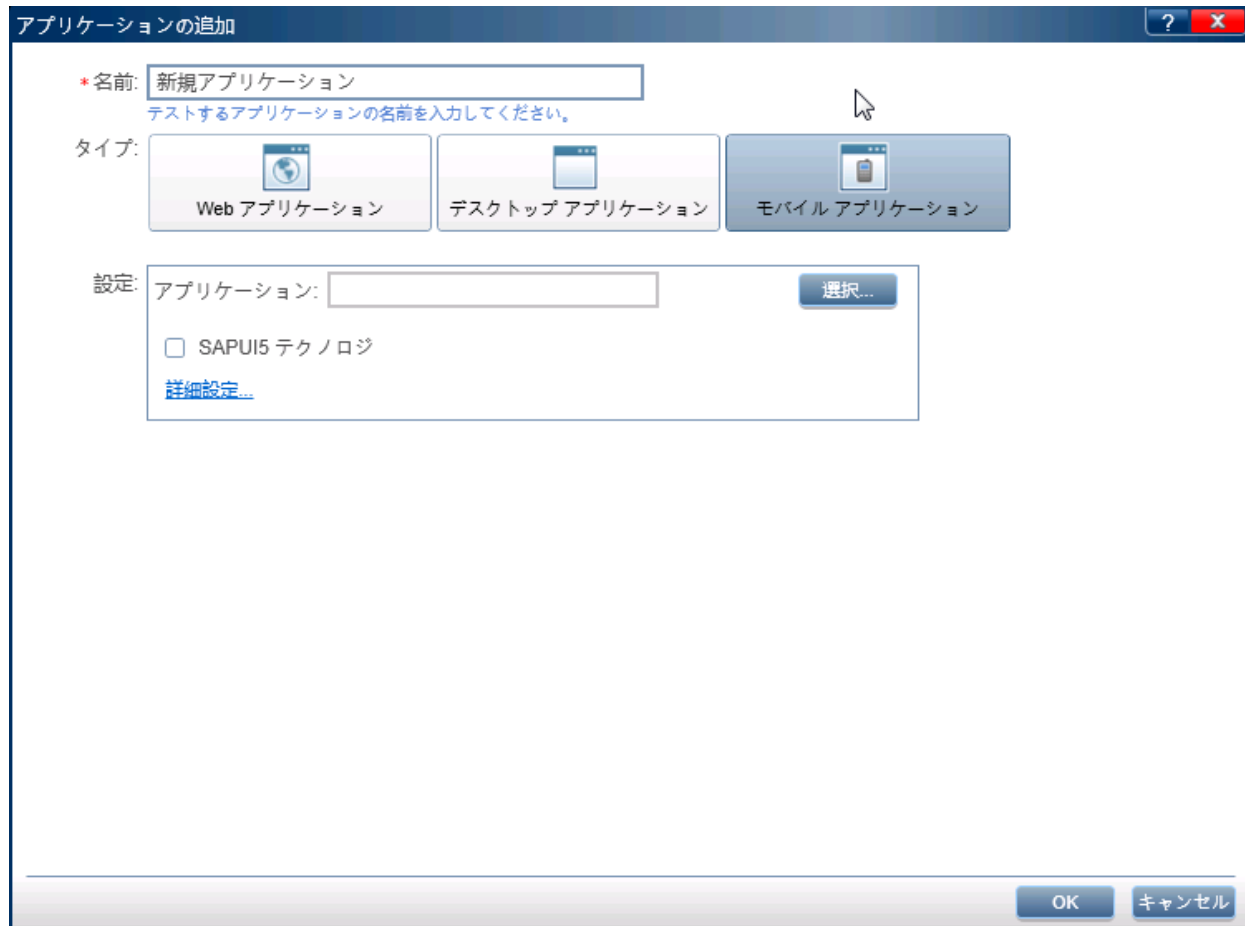 アプリケーションの追加
?
X
*名前:
新規アプリケーション
テストするアプリケーションの名前を入力してください。
タイプ:
Web アプリケーション
デスクトップ アプリケーション
モバイル アプリケーション
設定:
アプリケーション:
選択...
SAPUI5 テクノロジ
詳細設定...
OK
キャンセル